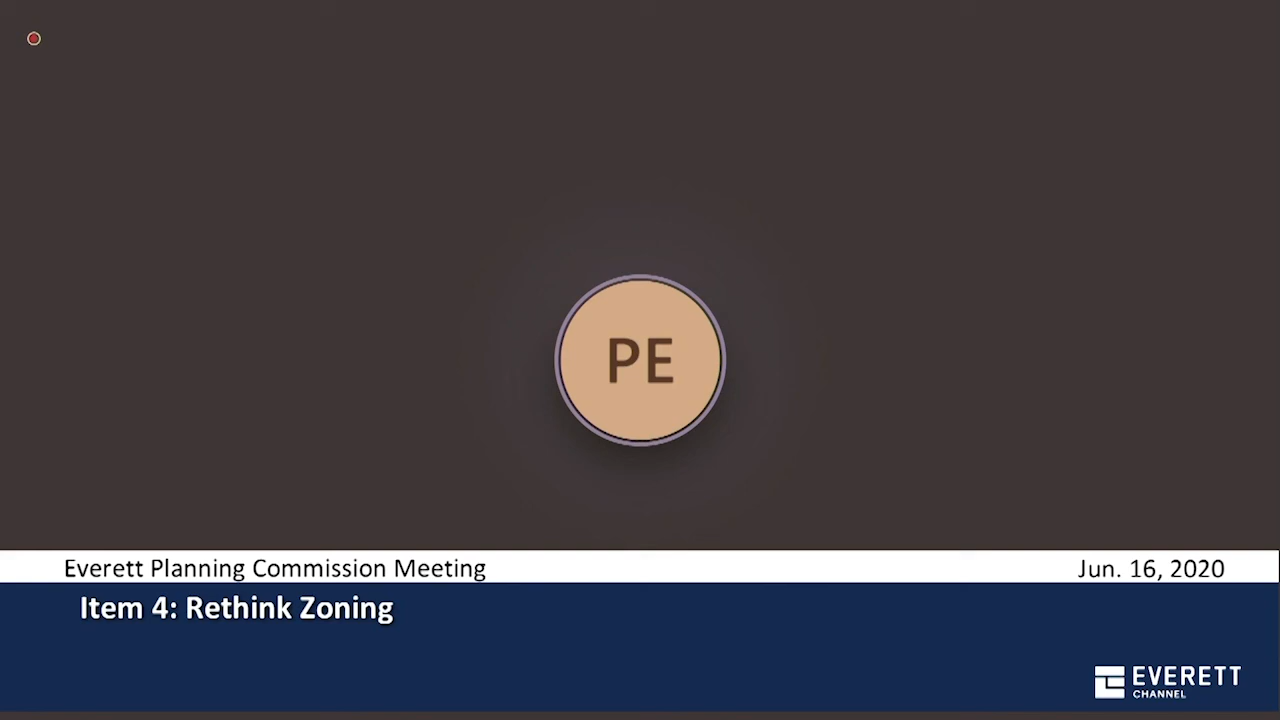 PE
Everett Planning Commission Meeting
Jun. 16, 2020
Item 4: Rethink Zoning
EVERETT
CHANNEL